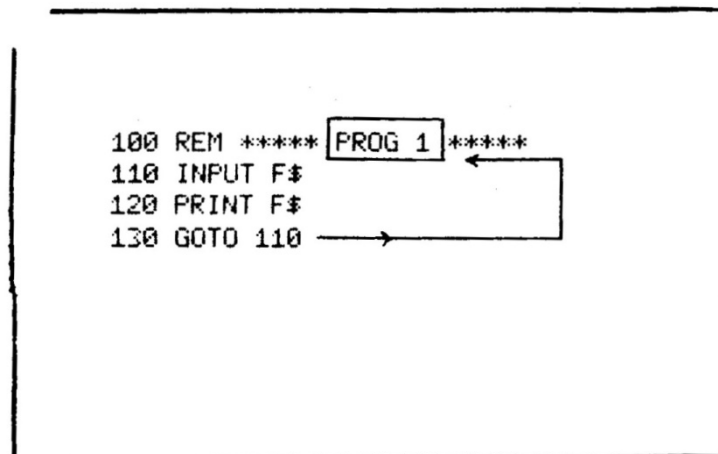 100 REM ***** PROG 1 *****
110 INPUT F$
120 PRINT F$
130 GOTO 110